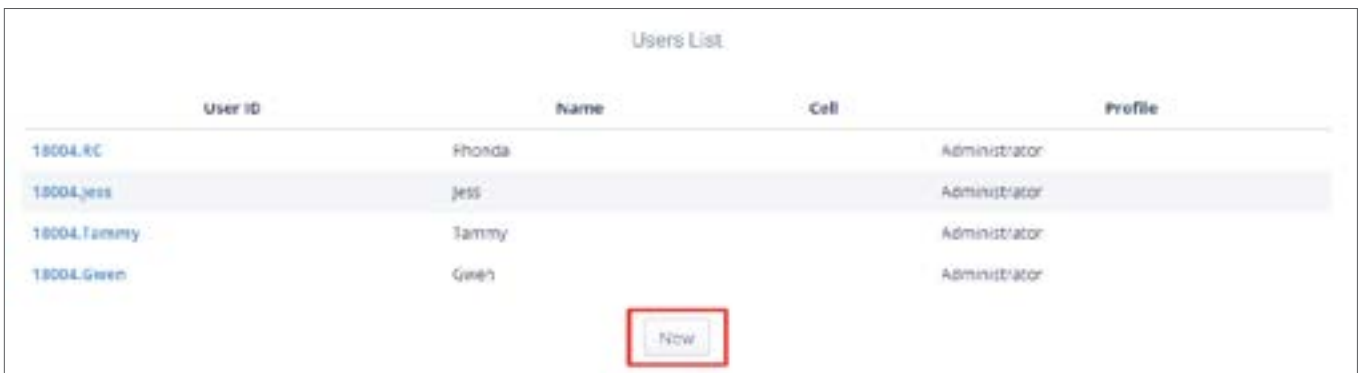 Users List
User ID Name Cell Profile
18004.RC Rhonda Administrator
18004.Jess Jess Administrator
18004.Tammy Tammy Administrator
18004.Gwen Gwen Administrator
New